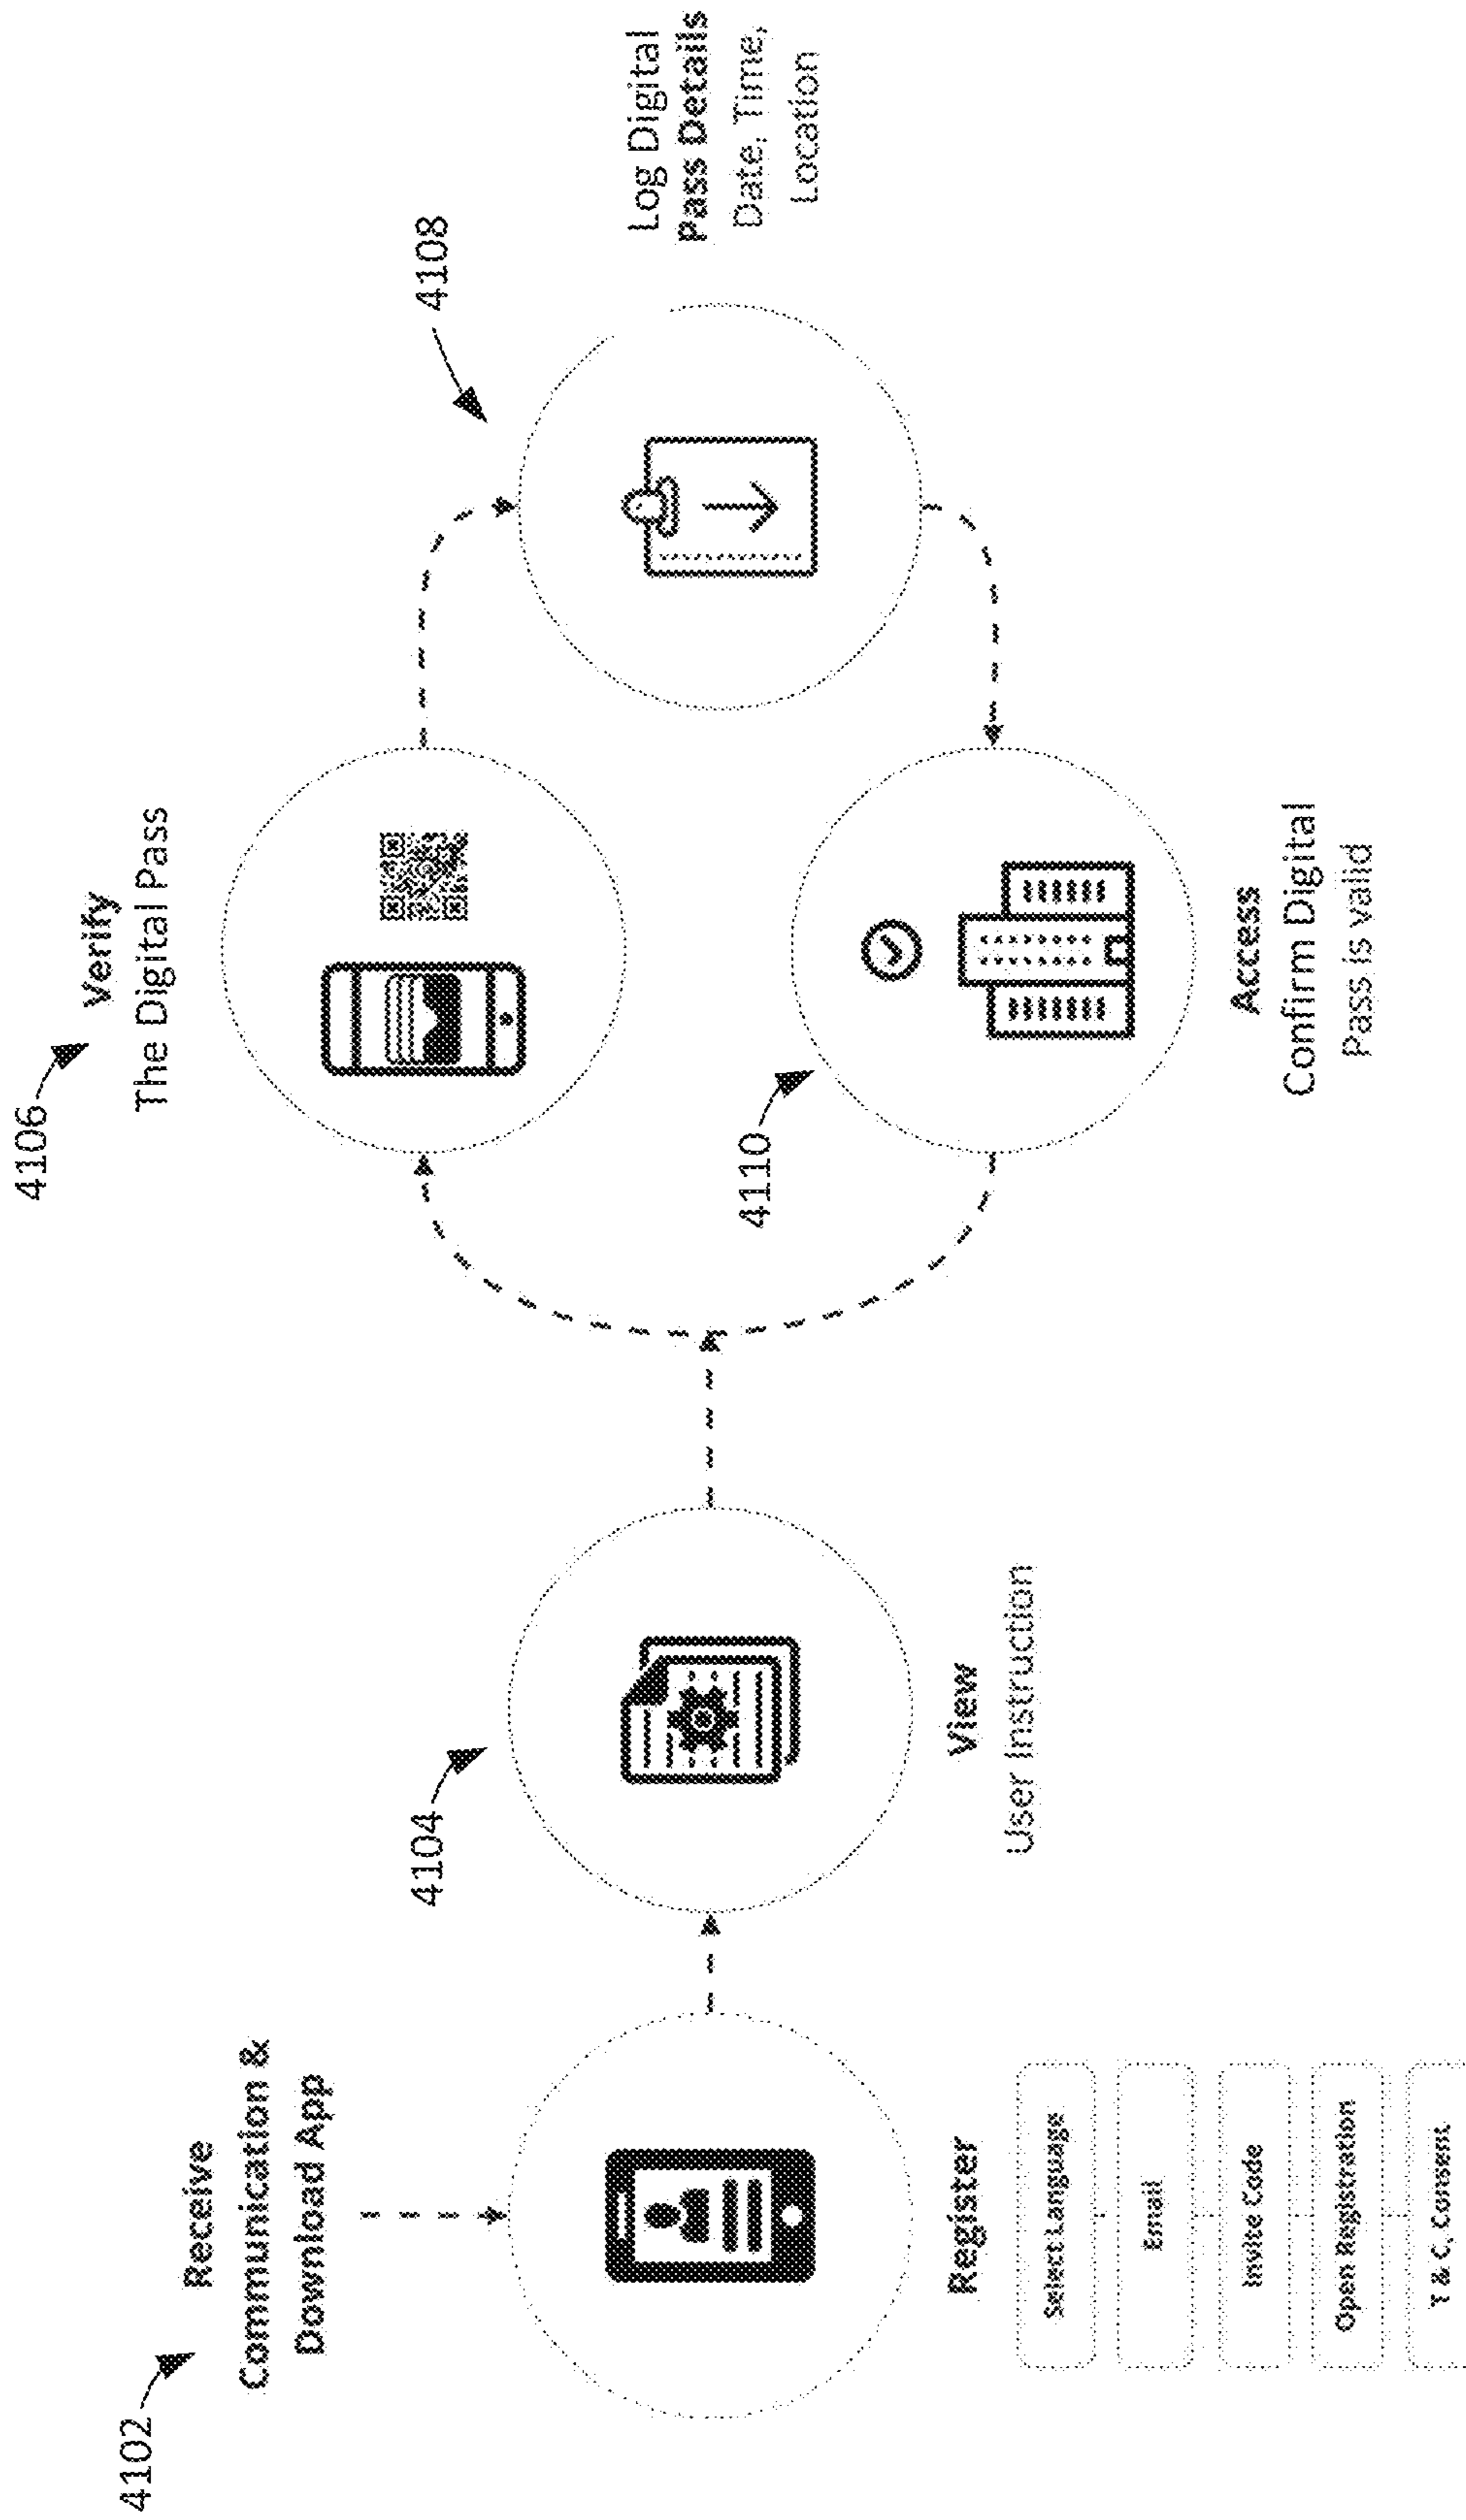 4102
Receive
Communication &
Download App
Register
Select Language
Email
Invite Code
Open Registration
T & C, Consent
4104
View
User Instruction
4106
Verify
The Digital Pass
4108
Log Digital
Pass Details
Date, Time,
Location
4110
Access
Confirm Digital
Pass is valid